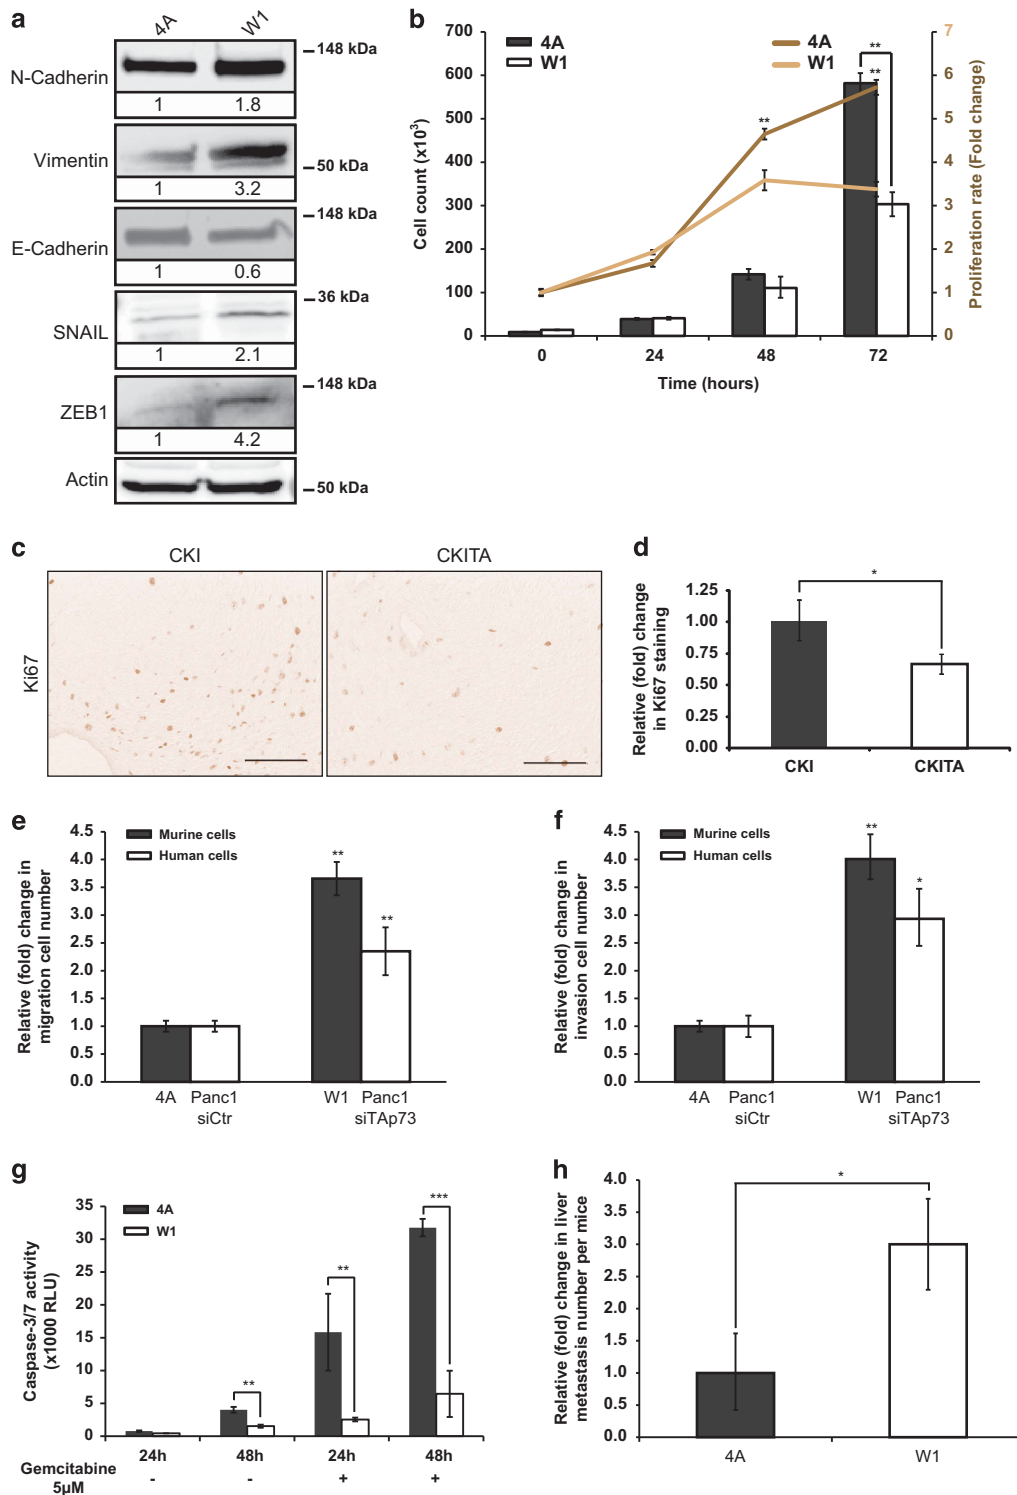 a
4A W1
N-Cadherin
148 kDa
1 1.8
Vimentin
50 kDa
1 3.2
148 kDa
E-Cadherin
1 0.6
36 kDa
SNAIL
1 2.1
148 kDa
ZEB1
1 4.2
Actin
50 kDa
b
4A
W1
4A
W1
Cell count (x10³)
700
600
500
400
300
200
100
0
Proliferation rate (Fold change)
7
6
5
4
3
2
1
0
**
**
**
0 24 48 72
Time (hours)
c
CKI CKITA
Ki67
d
Relative (fold) change
in Ki67 staining
1.25
1.00
0.75
0.50
0.25
0.00
*
CKI CKITA
e
Murine cells
Human cells
Relative (fold) change in
migration cell number
4.5
4.0
3.5
3.0
2.5
2.0
1.5
1.0
0.5
0.0
**
**
4A Panc1 W1 Panc1
siCtr siTAp73
f
Murine cells
Human cells
Relative (fold) change in
invasion cell number
4.5
4.0
3.5
3.0
2.5
2.0
1.5
1.0
0.5
0.0
**
*
4A Panc1 W1 Panc1
siCtr siTAp73
g
4A
W1
Caspase-3/7 activity
(x1000 RLU)
35
30
25
20
15
10
5
0
**
**
***
24h 48h 24h 48h
Gemcitabine
5µM
- - + +
h
Relative (fold) change in liver
metastasis number per mice
4.0
3.5
3.0
2.5
2.0
1.5
1.0
0.5
0.0
*
4A W1